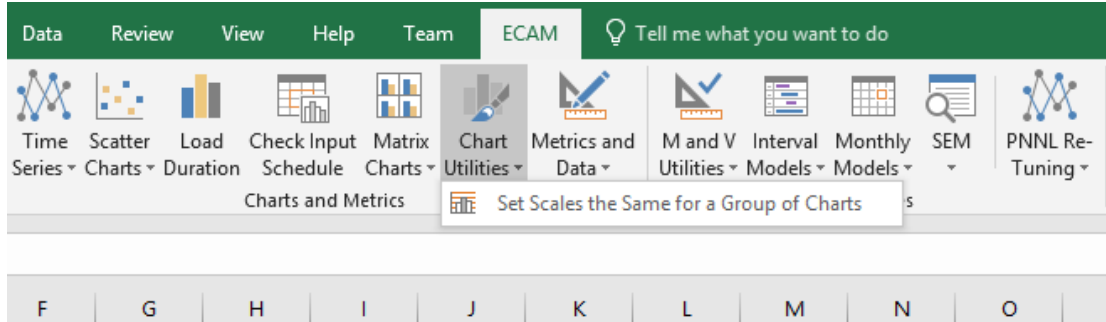 Data Review View Help Team ECAM Tell me what you want to do
Time Scatter Load Check Input Matrix Chart Metrics and M and V Interval Monthly SEM PNNL Re-
Series Charts Duration Schedule Charts Utilities Data Utilities Models Models Tuning
Charts and Metrics s
Set Scales the Same for a Group of Charts
F G H I J K L M N O